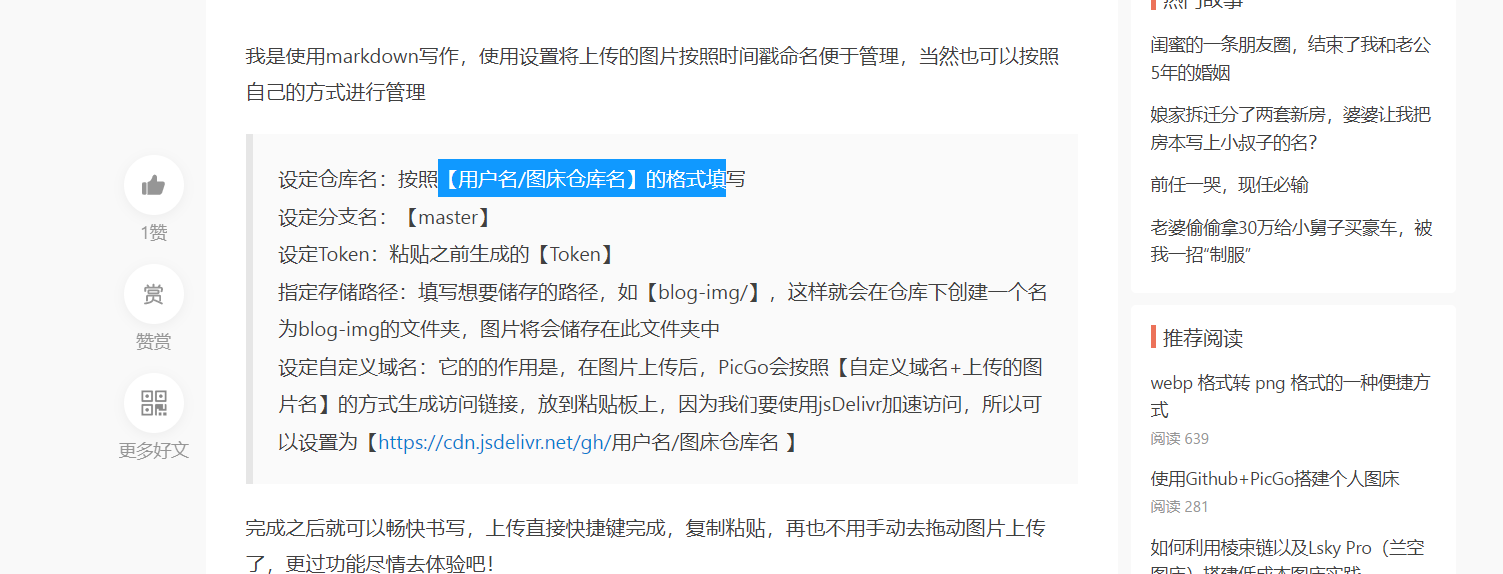 我是使用markdown写作，使用设置将上传的图片按照时间戳命名便于管理，当然也可以按照
自己的方式进行管理
设定仓库名：按照【用户名/图床仓库名】的格式填写
设定分支名：【master】
设定Token：粘贴之前生成的【Token】
指定存储路径：填写想要储存的路径，如【blog-img/】，这样就会在仓库下创建一个名
为blog-img的文件夹，图片将会储存在此文件夹中
设定自定义域名：它的的作用是，在图片上传后，PicGo会按照【自定义域名+上传的图
片名】的方式生成访问链接，放到粘贴板上，因为我们要使用jsDelivr加速访问，所以可
以设置为【https://cdn.jsdelivr.net/gh/用户名/图床仓库名 】
完成之后就可以畅快书写，上传直接快捷键完成，复制粘贴，再也不用手动去拖动图片上传
了，更过功能尽情去体验吧！
1赞
赏
赞赏
更多好文
热门故事
闺蜜的一条朋友圈，结束了我和老公
5年的婚姻
娘家拆迁分了两套新房，婆婆让我把
房本写上小叔子的名？
前任一哭，现任必输
老婆偷偷拿30万给小舅子买豪车，被
我一招“制服”
推荐阅读
webp 格式转 png 格式的一种便捷方
式
阅读 639
使用Github+PicGo搭建个人图床
阅读 281
如何利用棱束链以及Lsky Pro（兰空
图床）搭建低成本图床实践